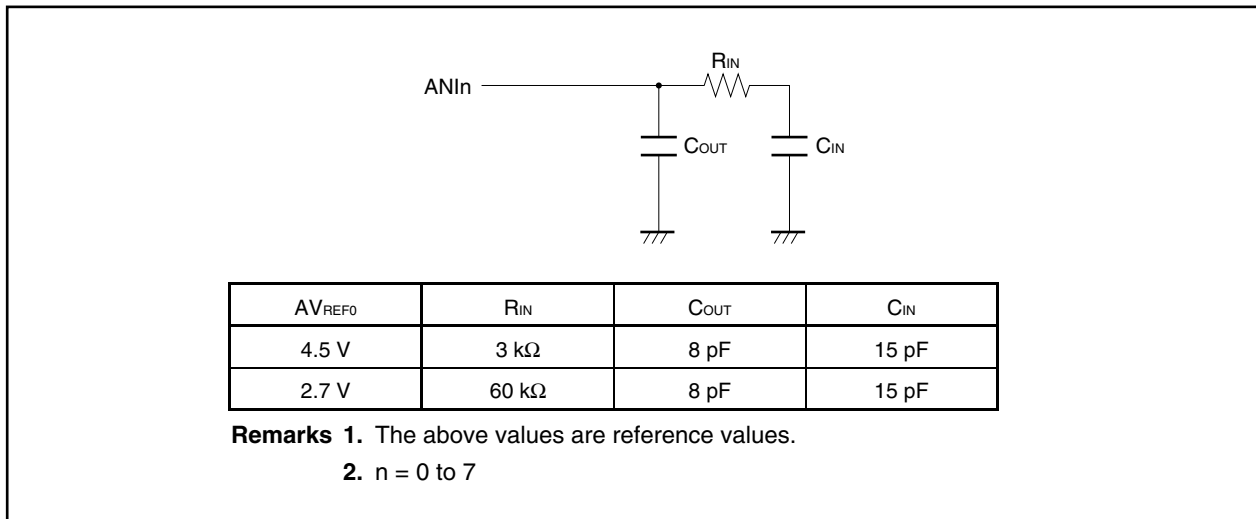 RIN
ANIn
COUT CIN
AVREF0 RIN COUT CIN
4.5 V 3 kΩ 8 pF 15 pF
2.7 V 60 kΩ 8 pF 15 pF
Remarks 1. The above values are reference values.
2. n = 0 to 7